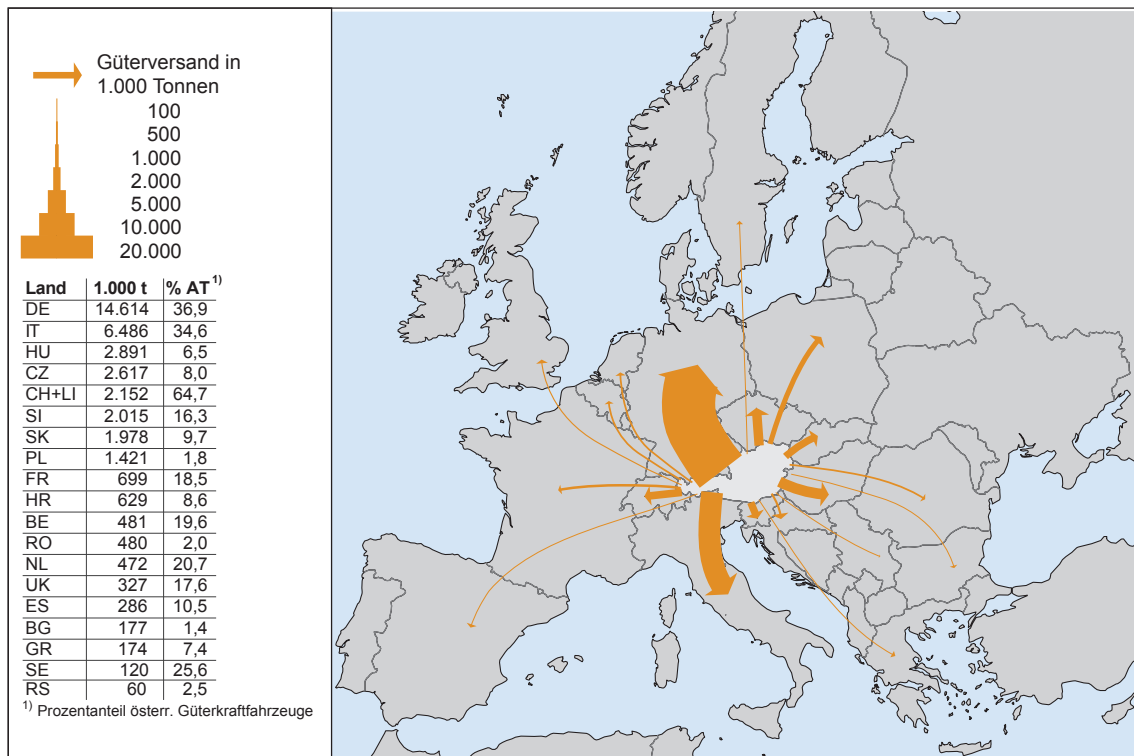 Güterversand in
1.000 Tonnen
100
500
1.000
2.000
5.000
10.000
20.000
Land 1.000 t % AT 1)
DE 14.614 36,9
IT 6.486 34,6
HU 2.891 6,5
CZ 2.617 8,0
CH+LI 2.152 64,7
SI 2.015 16,3
SK 1.978 9,7
PL 1.421 1,8
FR 699 18,5
HR 629 8,6
BE 481 19,6
RO 480 2,0
NL 472 20,7
UK 327 17,6
ES 286 10,5
BG 177 1,4
GR 174 7,4
SE 120 25,6
RS 60 2,5
1) Prozentanteil österr. Güterkraftfahrzeuge